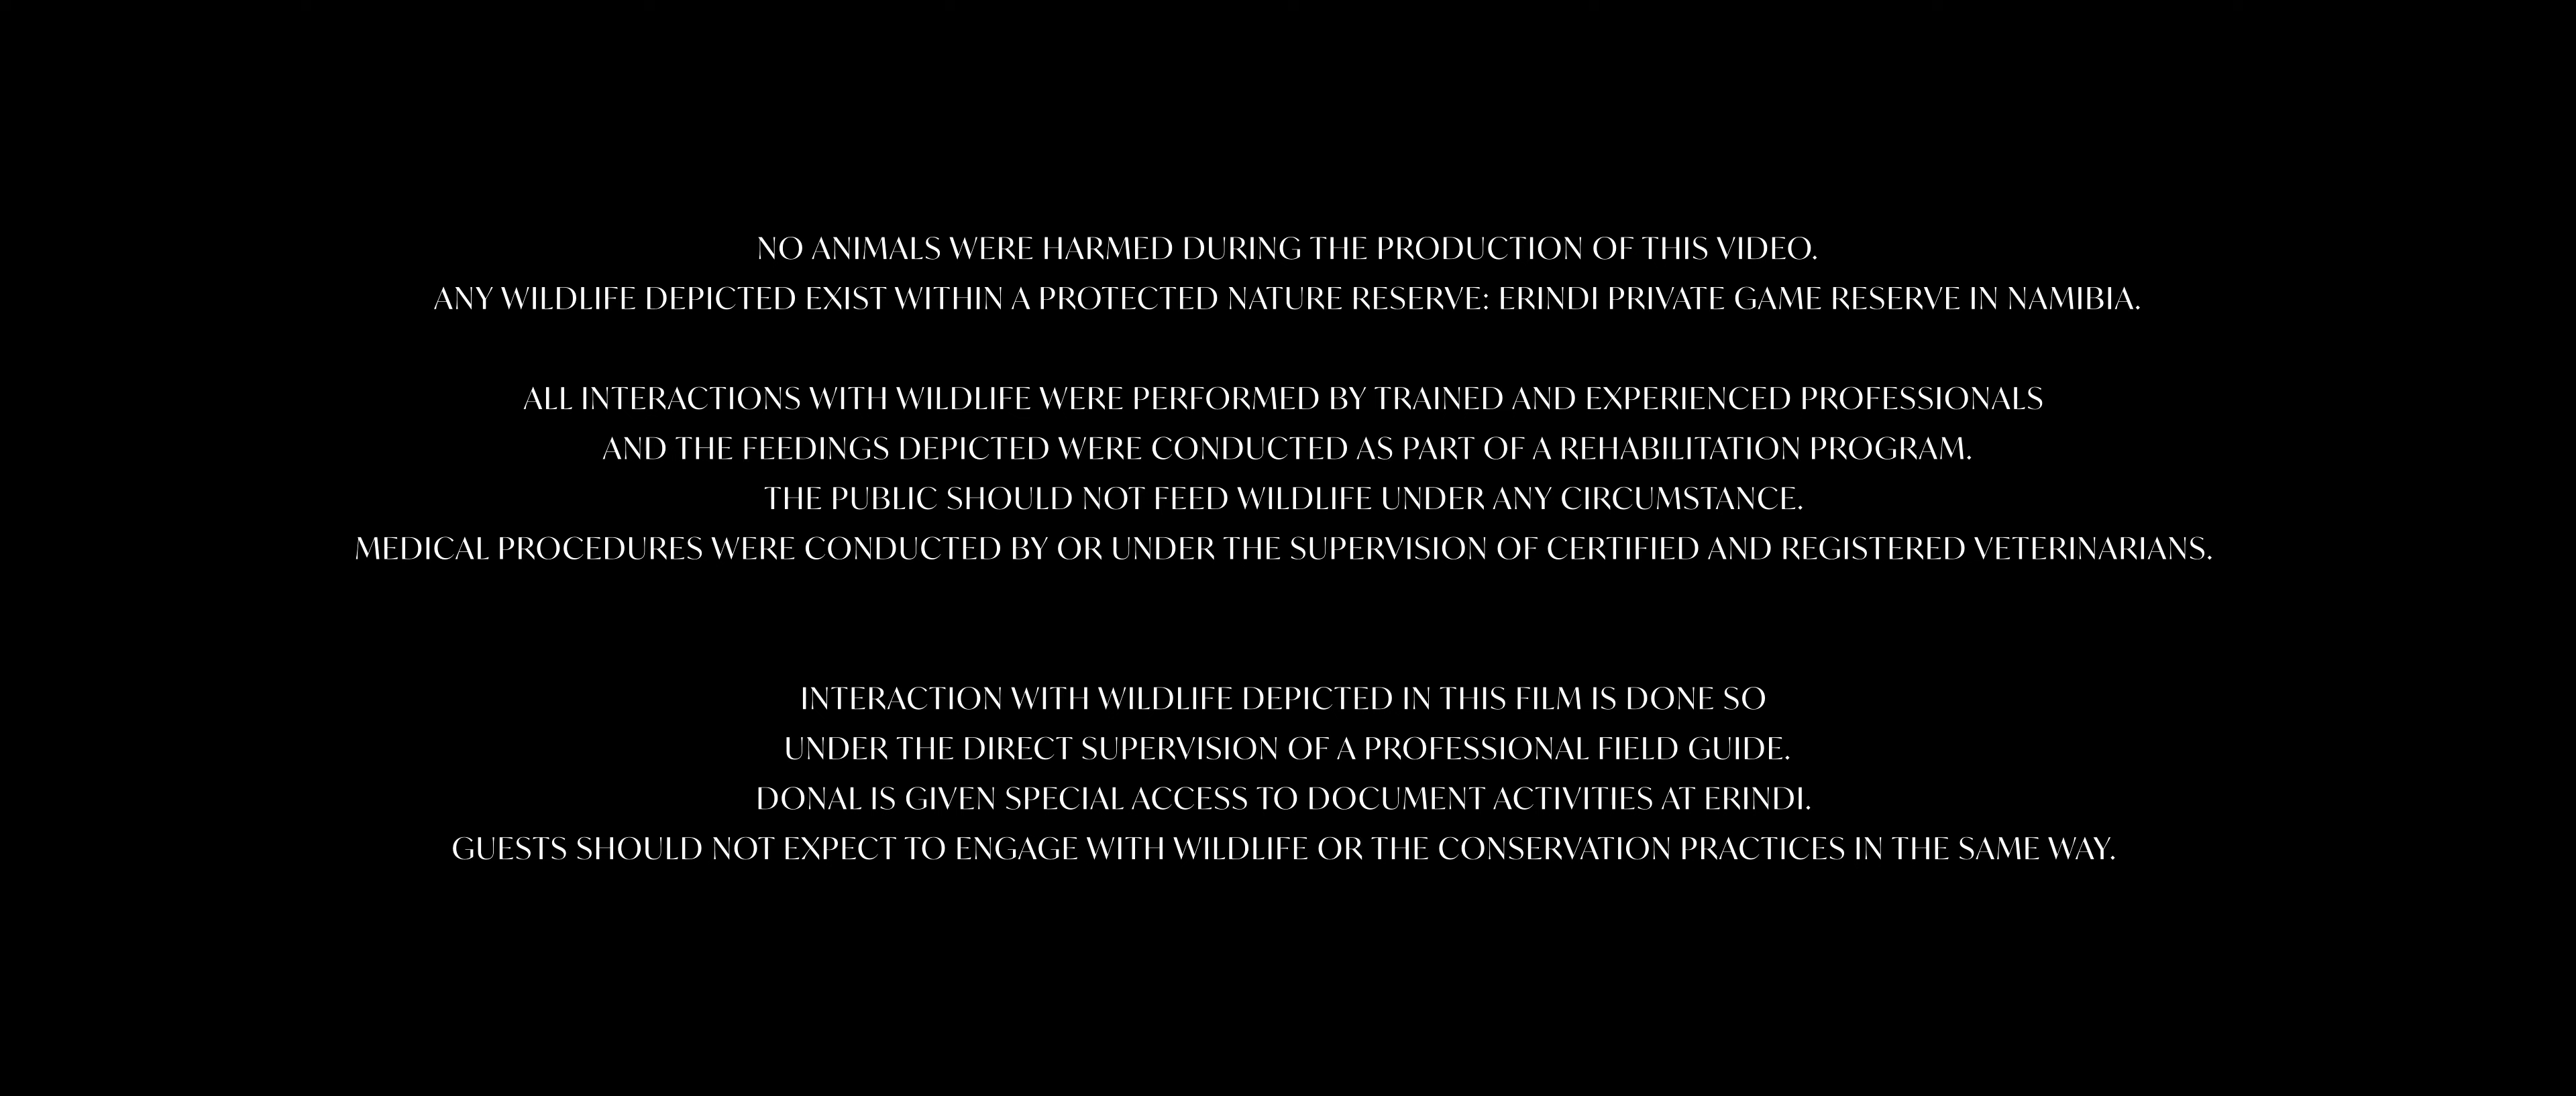 NO ANIMALS WERE HARMED DURING THE PRODUCTION OF THIS VIDEO.
ANY WILDLIFE DEPICTED EXIST WITHIN A PROTECTED NATURE RESERVE: ERINDI PRIVATE GAME RESERVE IN NAMIBIA.
ALL INTERACTIONS WITH WILDLIFE WERE PERFORMED BY TRAINED AND EXPERIENCED PROFESSIONALS
AND THE FEEDINGS DEPICTED WERE CONDUCTED AS PART OF A REHABILITATION PROGRAM.
THE PUBLIC SHOULD NOT FEED WILDLIFE UNDER ANY CIRCUMSTANCE.
MEDICAL PROCEDURES WERE CONDUCTED BY OR UNDER THE SUPERVISION OF CERTIFIED AND REGISTERED VETERINARIANS.
INTERACTION WITH WILDLIFE DEPICTED IN THIS FILM IS DONE SO
UNDER THE DIRECT SUPERVISION OF A PROFESSIONAL FIELD GUIDE.
DONAL IS GIVEN SPECIAL ACCESS TO DOCUMENT ACTIVITIES AT ERINDI.
GUESTS SHOULD NOT EXPECT TO ENGAGE WITH WILDLIFE OR THE CONSERVATION PRACTICES IN THE SAME WAY.